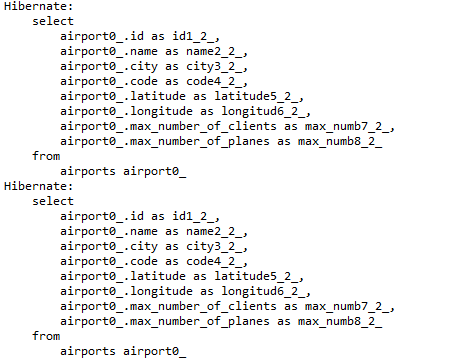 Hibernate:
    select
        airport0_.id as id1_2_,
        airport0_.name as name2_2_,
        airport0_.city as city3_2_,
        airport0_.code as code4_2_,
        airport0_.latitude as latitude5_2_,
        airport0_.longitude as longitud6_2_,
        airport0_.max_number_of_clients as max_numb7_2_,
        airport0_.max_number_of_planes as max_numb8_2_
    from
        airports airport0_
Hibernate:
    select
        airport0_.id as id1_2_,
        airport0_.name as name2_2_,
        airport0_.city as city3_2_,
        airport0_.code as code4_2_,
        airport0_.latitude as latitude5_2_,
        airport0_.longitude as longitud6_2_,
        airport0_.max_number_of_clients as max_numb7_2_,
        airport0_.max_number_of_planes as max_numb8_2_
    from
        airports airport0_